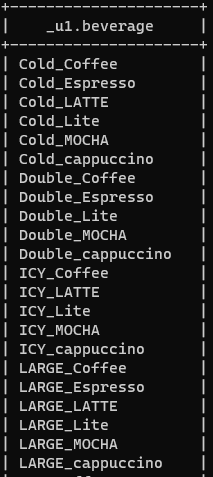 +---------------------+
|    _u1.beverage     |
+---------------------+
| Cold_Coffee
| Cold_Espresso
| Cold_LATTE
| Cold_Lite
| Cold_MOCHA
| Cold_cappuccino
| Double_Coffee
| Double_Espresso
| Double_Lite
| Double_MOCHA
| Double_cappuccino |
| ICY_Coffee
| ICY_LATTE
| ICY_Lite
| ICY_MOCHA
| ICY_cappuccino
| LARGE_Coffee
| LARGE_Espresso
| LARGE_LATTE
| LARGE_Lite
| LARGE_MOCHA
| LARGE_cappuccino